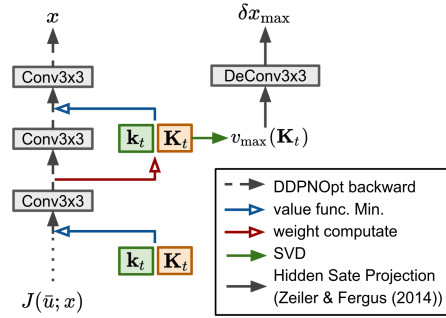 x
δx_max
Conv3x3
DeConv3x3
Conv3x3
k_t K_t
v_max(K_t)
Conv3x3
k_t K_t
J(ū; x)
DDPNOpt backward
value func. Min.
weight computate
SVD
Hidden Sate Projection
(Zeiler & Fergus (2014))